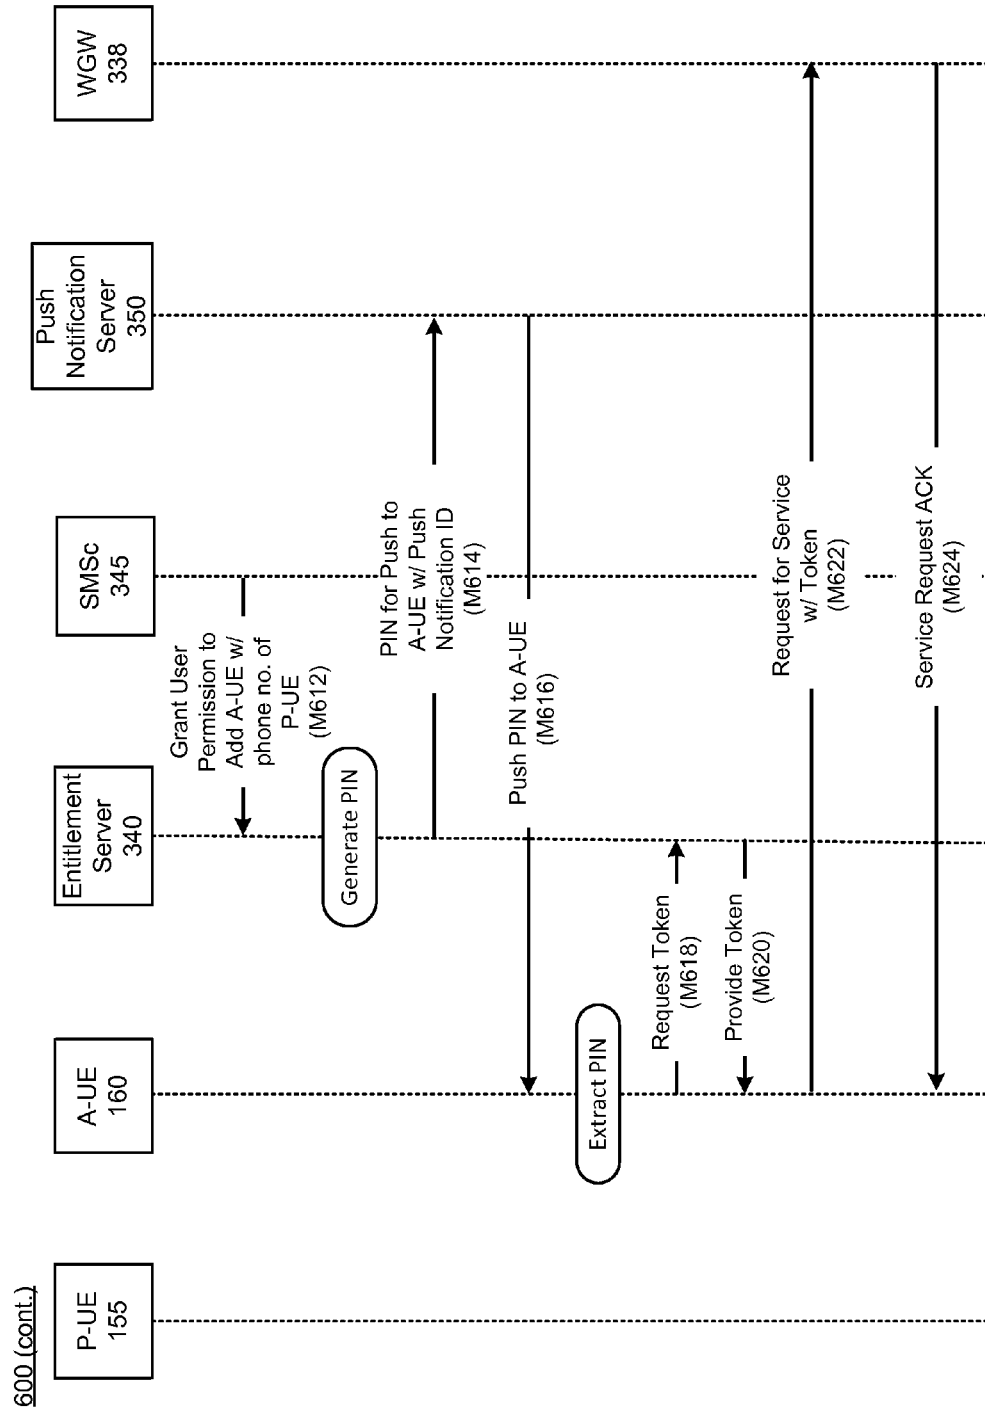 600 (cont.)
P-UE
155
A-UE
160
Entitlement
Server
340
SMSc
345
Push
Notification
Server
350
WGW
338
Grant User
Permission to
Add A-UE w/
phone no. of
P-UE
(M612)
Generate PIN
PIN for Push to
A-UE w/ Push
Notification ID
(M614)
Push PIN to A-UE
(M616)
Extract PIN
Request Token
(M618)
Provide Token
(M620)
Request for Service
w/ Token
(M622)
Service Request ACK
(M624)